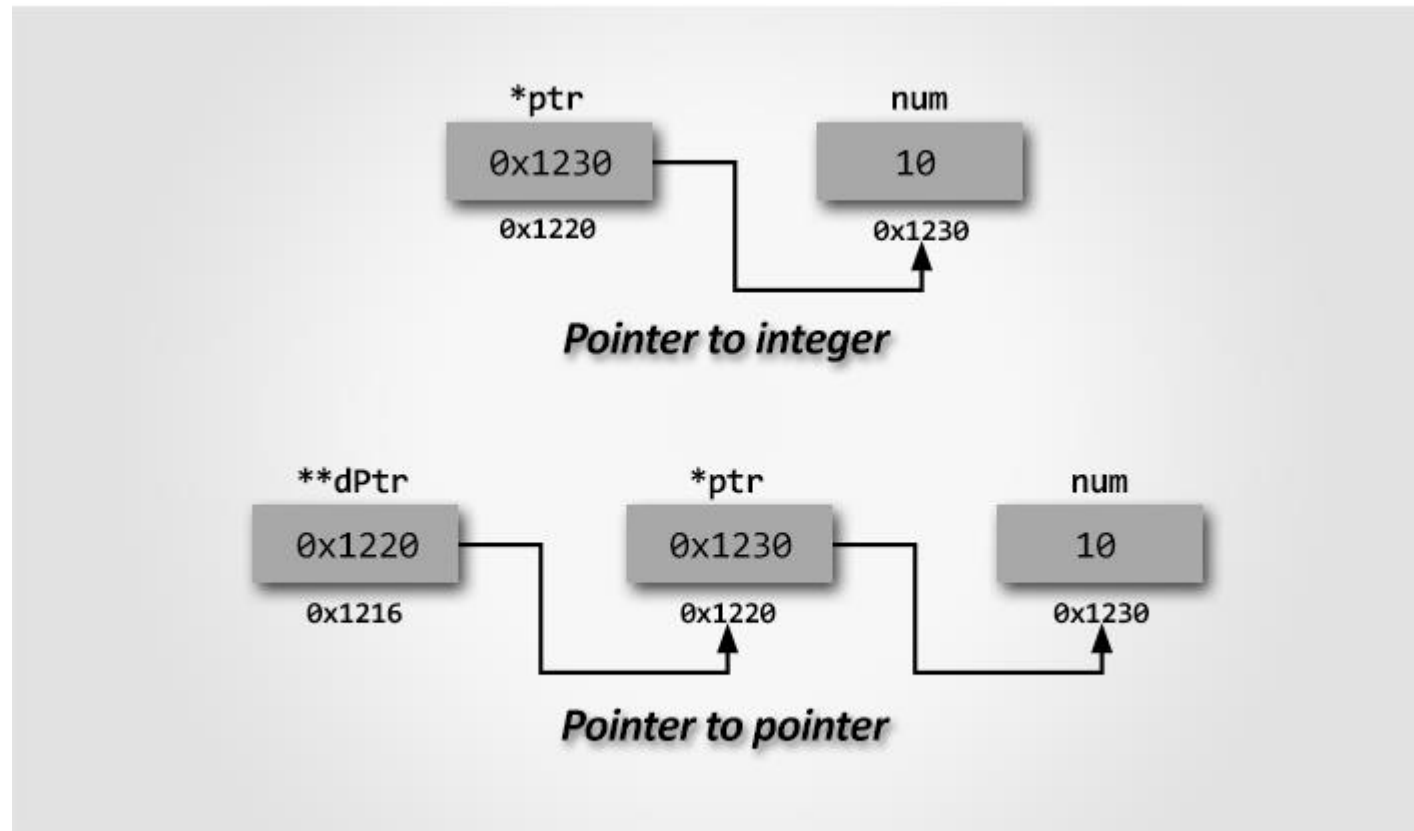 *ptr num
0x1230 10
0x1220 0x1230
Pointer to integer
**dPtr *ptr num
0x1220 0x1230 10
0x1216 0x1220 0x1230
Pointer to pointer